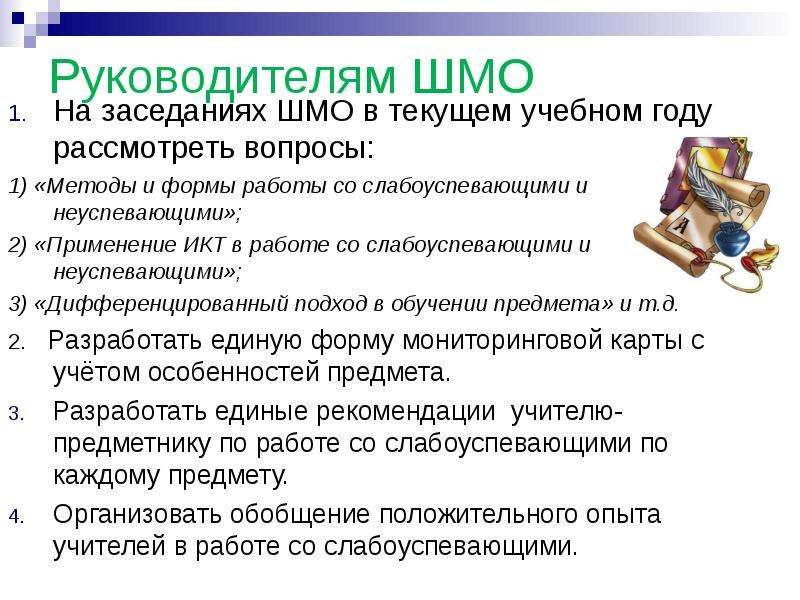 Руководителям ШМО
1. На заседаниях ШМО в текущем учебном году
рассмотреть вопросы:
1) «Методы и формы работы со слабоуспевающими и
неуспевающими»;
2) «Применение ИКТ в работе со слабоуспевающими и
неуспевающими»;
3) «Дифференцированный подход в обучении предмета» и т.д.
2. Разработать единую форму мониторинговой карты с
учётом особенностей предмета.
3. Разработать единые рекомендации учителю-
предметнику по работе со слабоуспевающими по
каждому предмету.
4. Организовать обобщение положительного опыта
учителей в работе со слабоуспевающими.
А